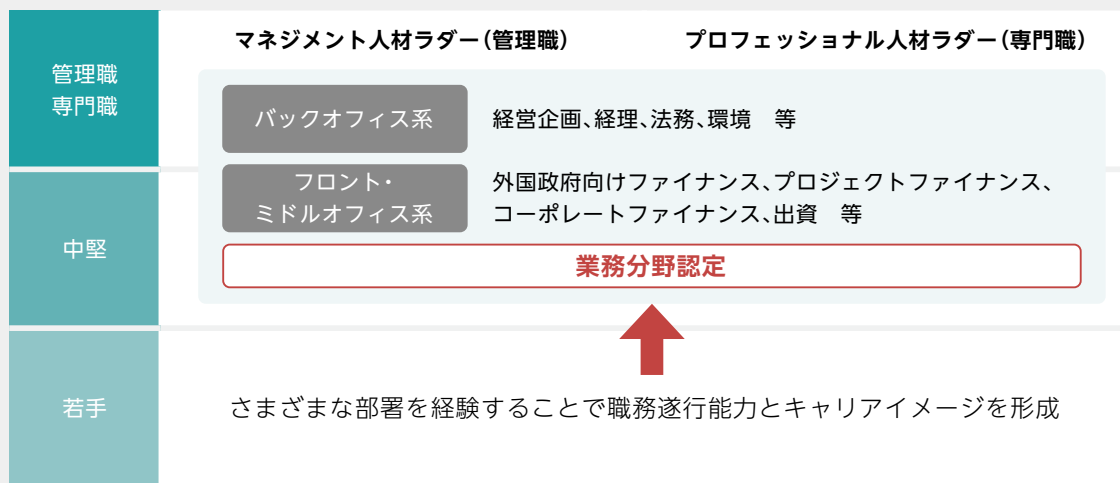 マネジメント人材ラダー（管理職）
プロフェッショナル人材ラダー（専門職）
管理職
専門職
バックオフィス系
経営企画、経理、法務、環境　等
フロント・
ミドルオフィス系
外国政府向けファイナンス、プロジェクトファイナンス、
コーポレートファイナンス、出資　等
中堅
業務分野認定
若手
さまざまな部署を経験することで職務遂行能力とキャリアイメージを形成